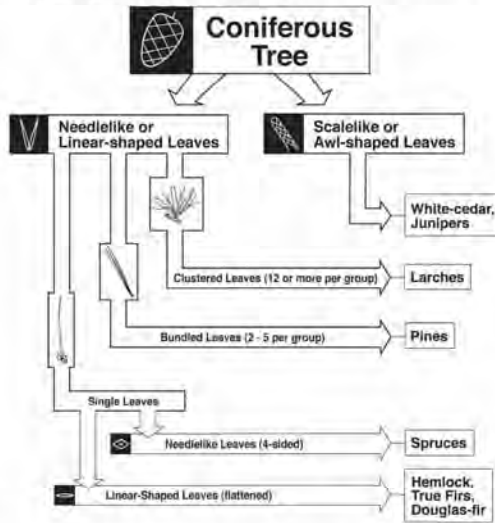 Coniferous
Tree
Needlelike or
Linear-shaped Leaves
Scalelike or
Awl-shaped Leaves
White-cedar,
Junipers
Clustered Leaves (12 or more per group)
Larches
Bundled Leaves (2 - 5 per group)
Pines
Single Leaves
Needlelike Leaves (4-sided)
Spruces
Linear-Shaped Leaves (flattened)
Hemlock,
True Firs,
Douglas-fir